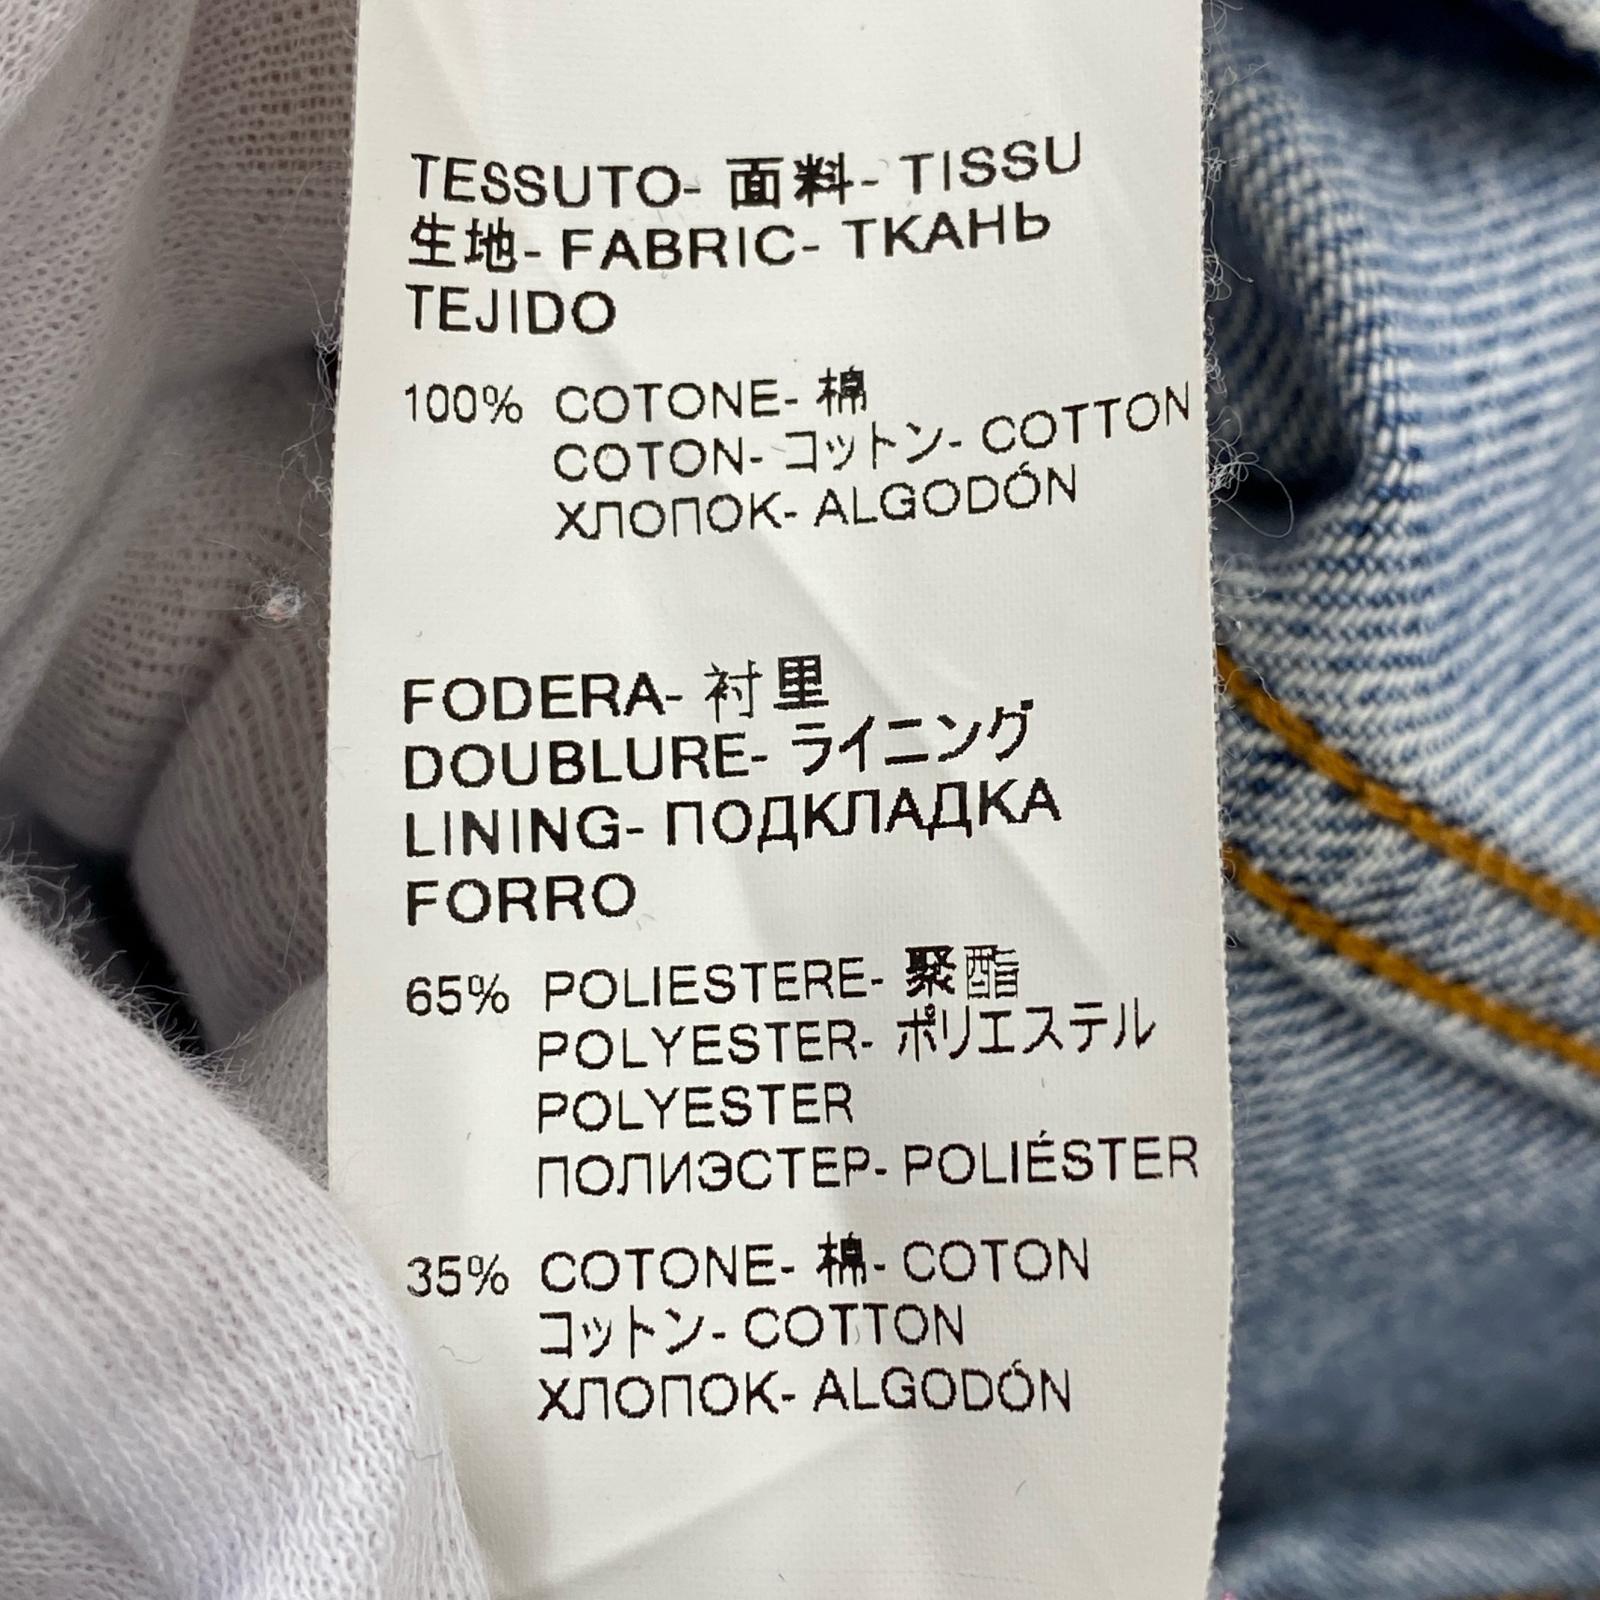 TESSUTO- 面料- TISSU
生地- FABRIC- ТКАНЬ
TEJIDO
100% COTONE- 棉
COTON- コットン- COTTON
ХЛОПОК- ALGODÓN
FODERA- 衬里
DOUBLURE- ライニング
LINING- ПОДКЛАДКА
FORRO
65% POLIESTERE- 聚酯
POLYESTER- ポリエステル
POLYESTER
ПОЛИЭСТЕР- POLIÉSTER
35% COTONE- 棉- COTON
コットン- COTTON
ХЛОПОК- ALGODÓN